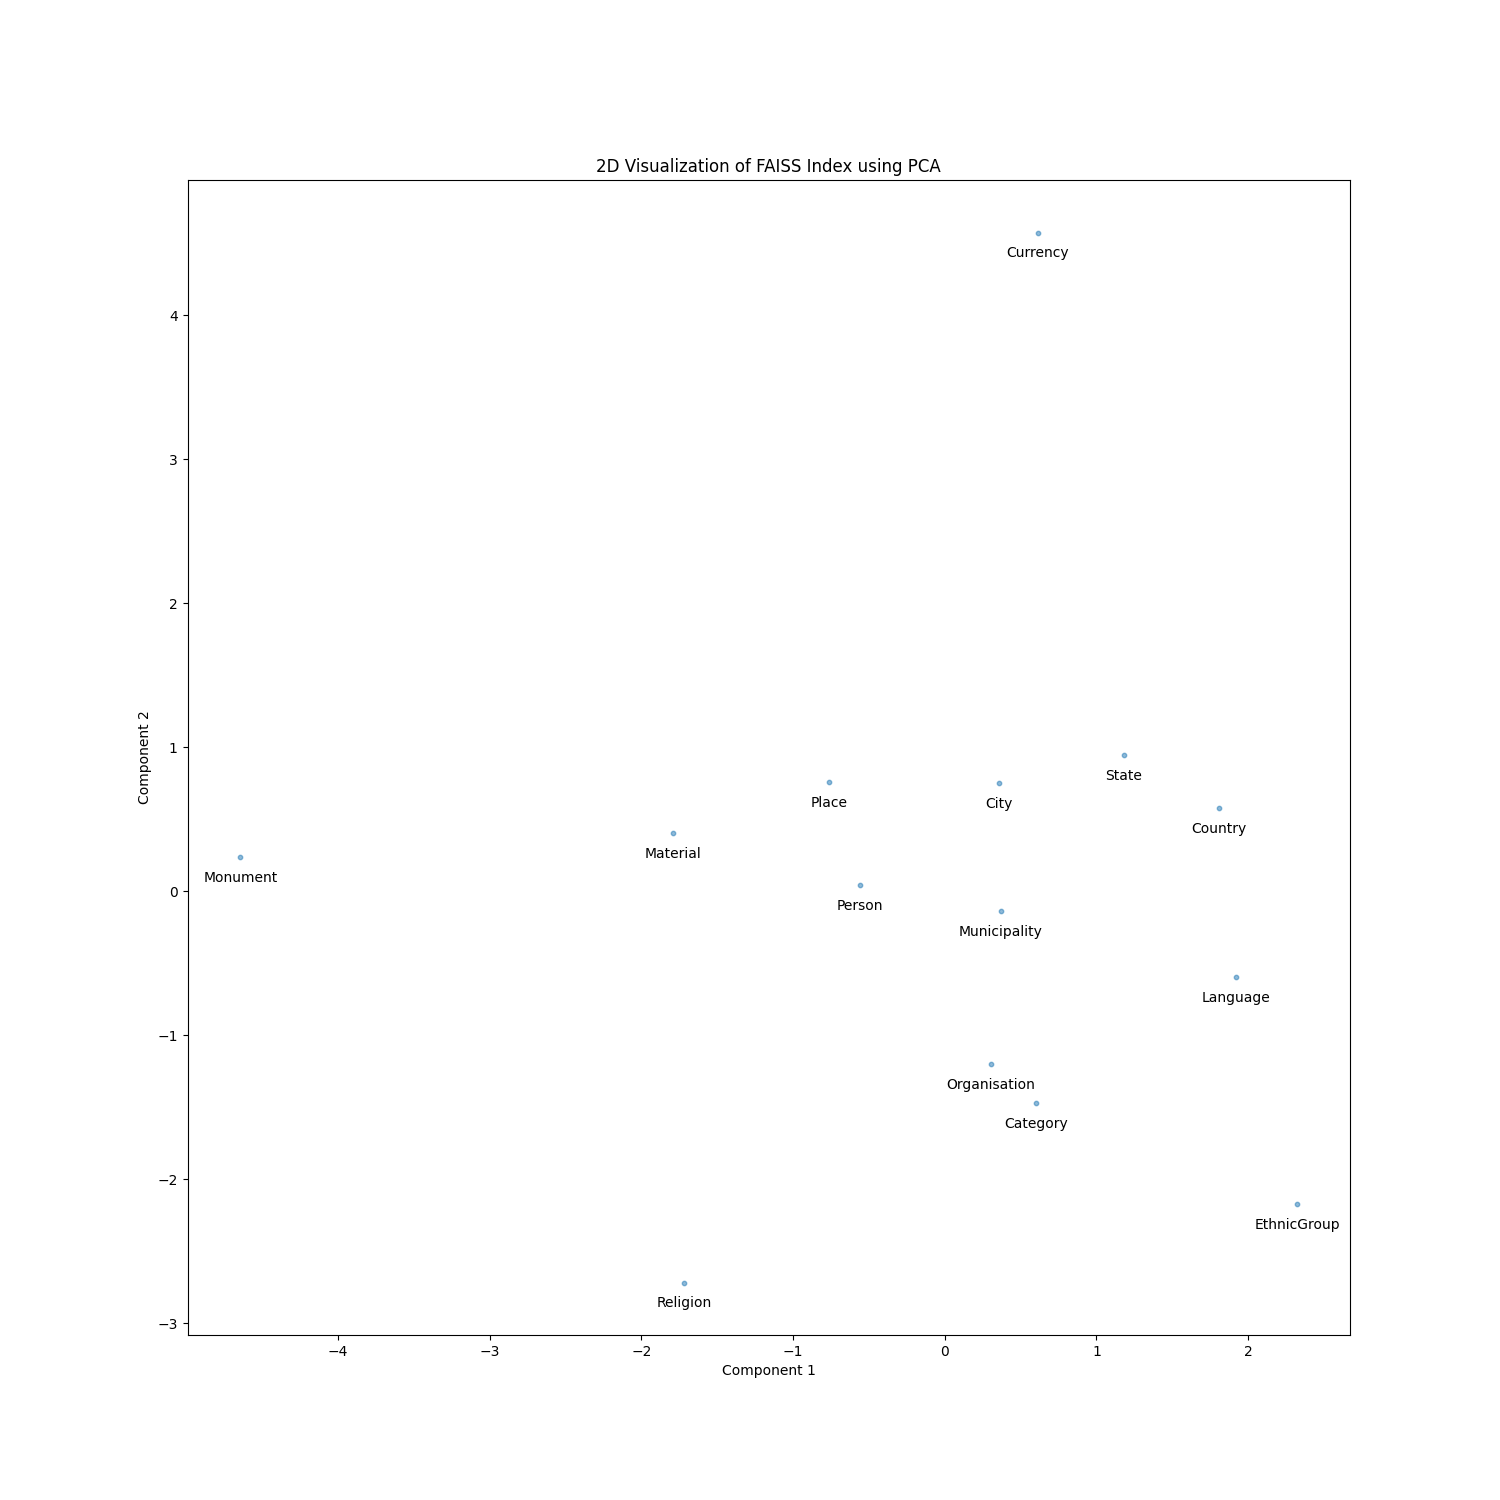 2D Visualization of FAISS Index using PCA
Currency
4
3
2
Component 2
1
State
Place
City
Country
Material
Monument
0
Person
Municipality
Language
−1
Organisation
Category
−2
EthnicGroup
Religion
−3
−4 −3 −2 −1 0 1 2
Component 1